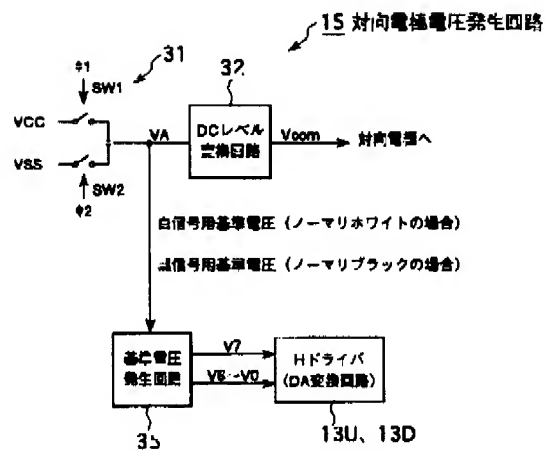 15 対向電極電圧発生回路
31
φ1
SW1
32
VCC
VSS
VA
DCレベル
変換回路
Vcom
対向電極へ
SW2
φ2
白信号用基準電圧(ノーマリホワイトの場合)
黒信号用基準電圧(ノーマリブラックの場合)
基準電圧
発生回路
V7
V6~V0
Hドライバ
(DA変換回路)
35
13U、13D